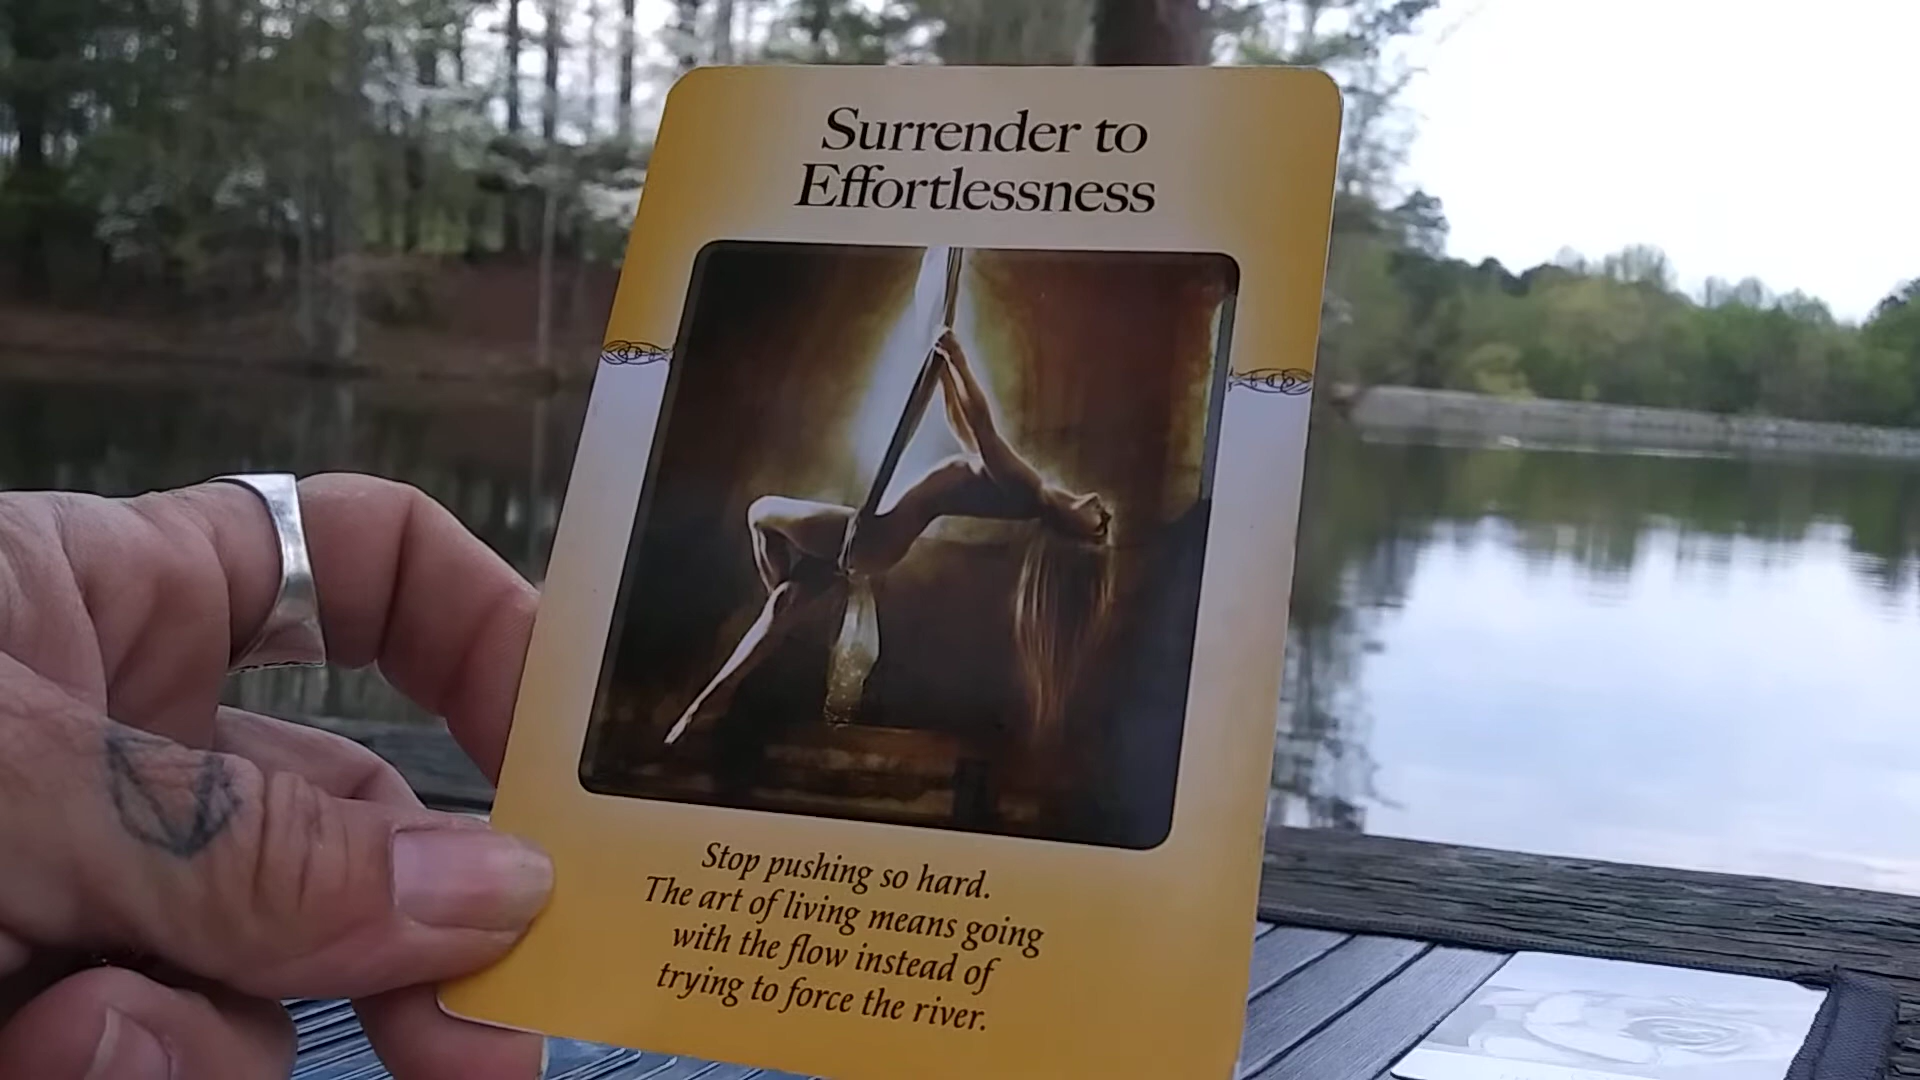 Surrender to
Effortlessness
Stop pushing so hard.
The art of living means going
with the flow instead of
trying to force the river.